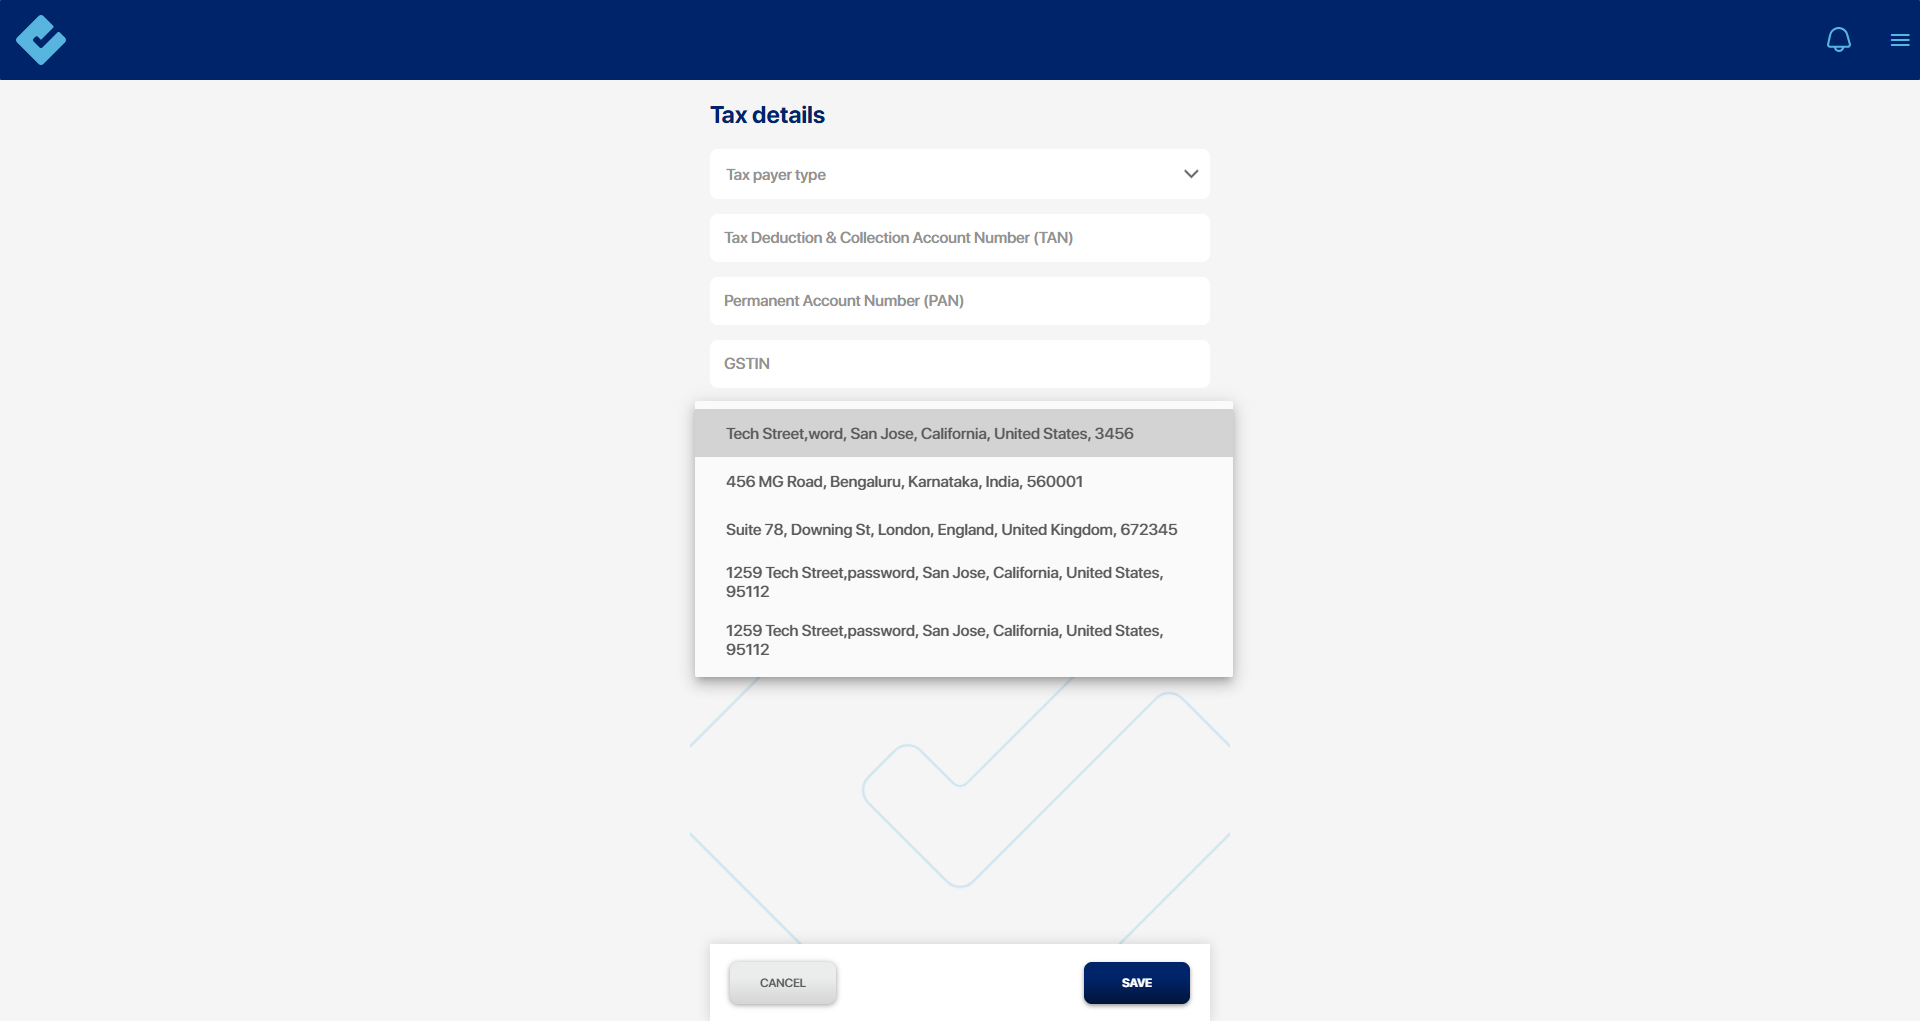 Tax details
Tax payer type
Tax Deduction & Collection Account Number (TAN)
Permanent Account Number (PAN)
GSTIN
Tech Street,word, San Jose, California, United States, 3456
456 MG Road, Bengaluru, Karnataka, India, 560001
Suite 78, Downing St, London, England, United Kingdom, 672345
1259 Tech Street,password, San Jose, California, United States,
95112
1259 Tech Street,password, San Jose, California, United States,
95112
CANCEL
SAVE